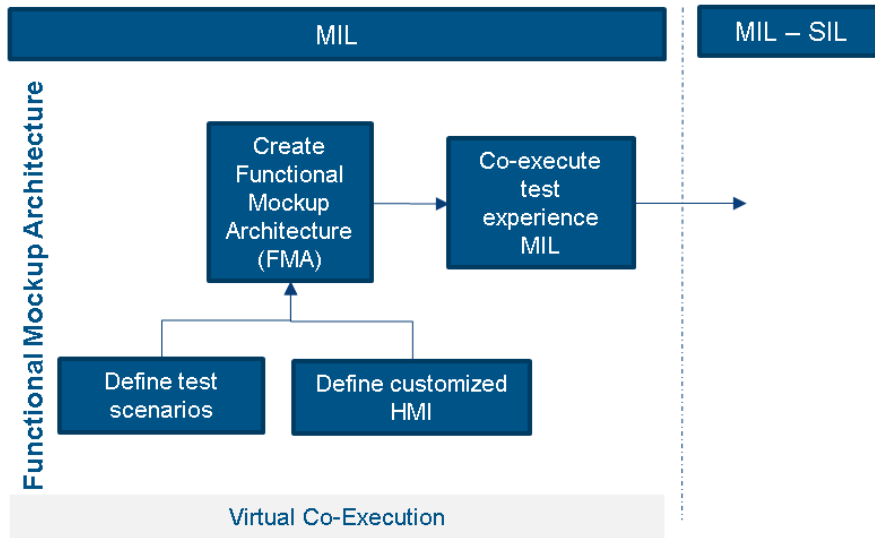 MIL
MIL – SIL
Functional Mockup Architecture
Create
Functional
Mockup
Architecture
(FMA)
Co-execute
test
experience
MIL
Define test
scenarios
Define customized
HMI
Virtual Co-Execution